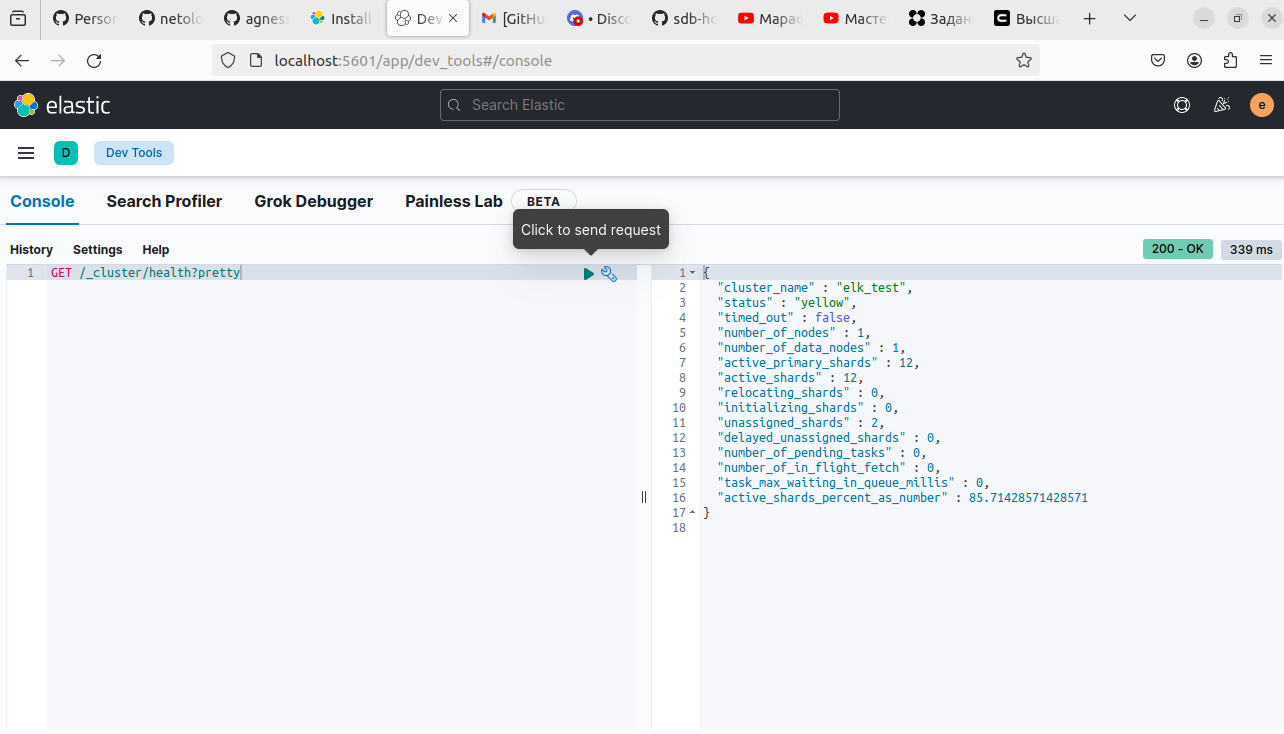 Person
netolo
agness
Install
Dev
[GitHu
• Disco
sdb-ho
Мараф
Масте
Задан
Высша
localhost:5601/app/dev_tools#/console
elastic
Search Elastic
e
D
Dev Tools
Console
Search Profiler
Grok Debugger
Painless Lab
BETA
Click to send request
History
Settings
Help
200 - OK
339 ms
1 GET /_cluster/health?pretty
1 {
2 "cluster_name" : "elk_test",
3 "status" : "yellow",
4 "timed_out" : false,
5 "number_of_nodes" : 1,
6 "number_of_data_nodes" : 1,
7 "active_primary_shards" : 12,
8 "active_shards" : 12,
9 "relocating_shards" : 0,
10 "initializing_shards" : 0,
11 "unassigned_shards" : 2,
12 "delayed_unassigned_shards" : 0,
13 "number_of_pending_tasks" : 0,
14 "number_of_in_flight_fetch" : 0,
15 "task_max_waiting_in_queue_millis" : 0,
16 "active_shards_percent_as_number" : 85.71428571428571
17 }
18